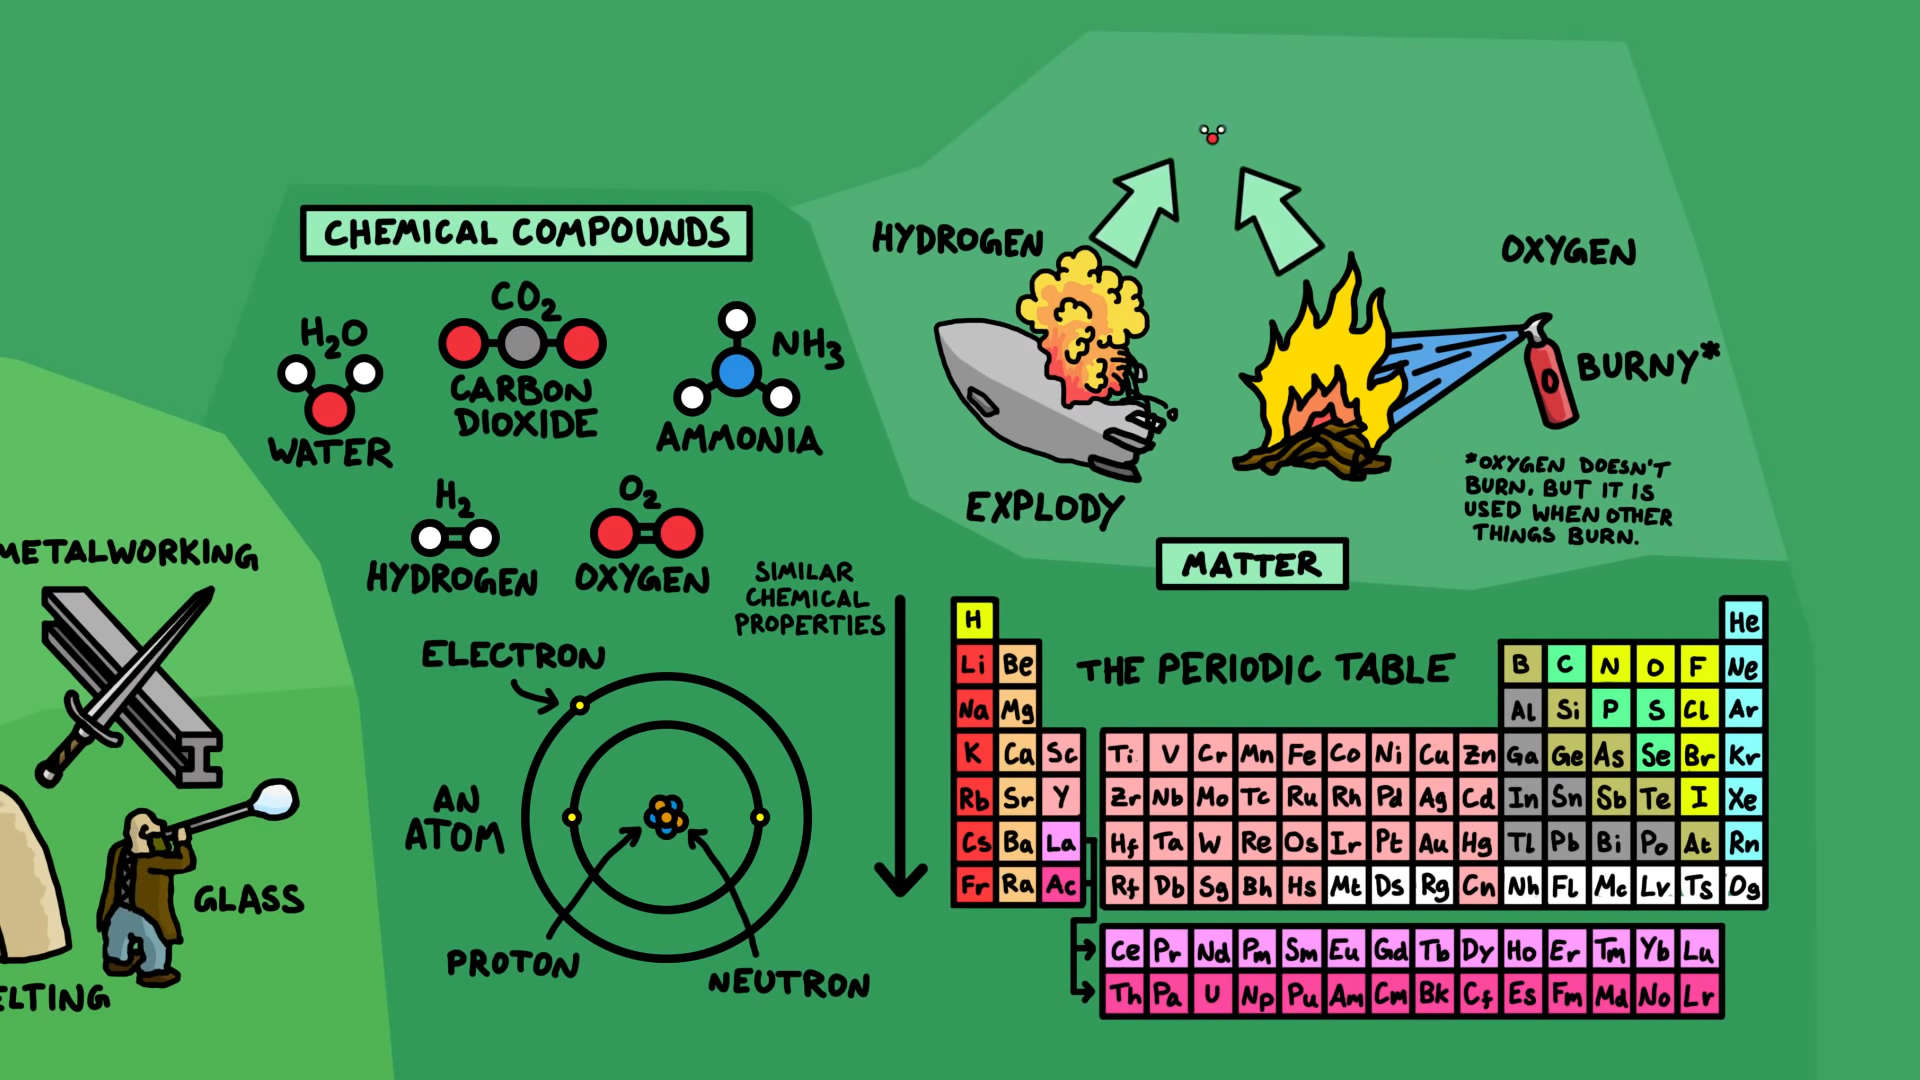 CHEMICAL COMPOUNDS
H2O
WATER
CO2
CARBON
DIOXIDE
NH3
AMMONIA
H2
HYDROGEN
O2
OXYGEN
HYDROGEN
EXPLODY
OXYGEN
BURNY*
*OXYGEN DOESN'T
BURN, BUT IT IS
USED WHEN OTHER
THINGS BURN.
O
METALWORKING
GLASS
ELTING
ELECTRON
AN
ATOM
PROTON
NEUTRON
SIMILAR
CHEMICAL
PROPERTIES
MATTER
THE PERIODIC TABLE
H He
Li Be B C N O F Ne
Na Mg Al Si P S Cl Ar
K Ca Sc Ti V Cr Mn Fe Co Ni Cu Zn Ga Ge As Se Br Kr
Rb Sr Y Zr Nb Mo Tc Ru Rh Pd Ag Cd In Sn Sb Te I Xe
Cs Ba La Hf Ta W Re Os Ir Pt Au Hg Tl Pb Bi Po At Rn
Fr Ra Ac Rf Db Sg Bh Hs Mt Ds Rg Cn Nh Fl Mc Lv Ts Og
Ce Pr Nd Pm Sm Eu Gd Tb Dy Ho Er Tm Yb Lu
Th Pa U Np Pu Am Cm Bk Cf Es Fm Md No Lr